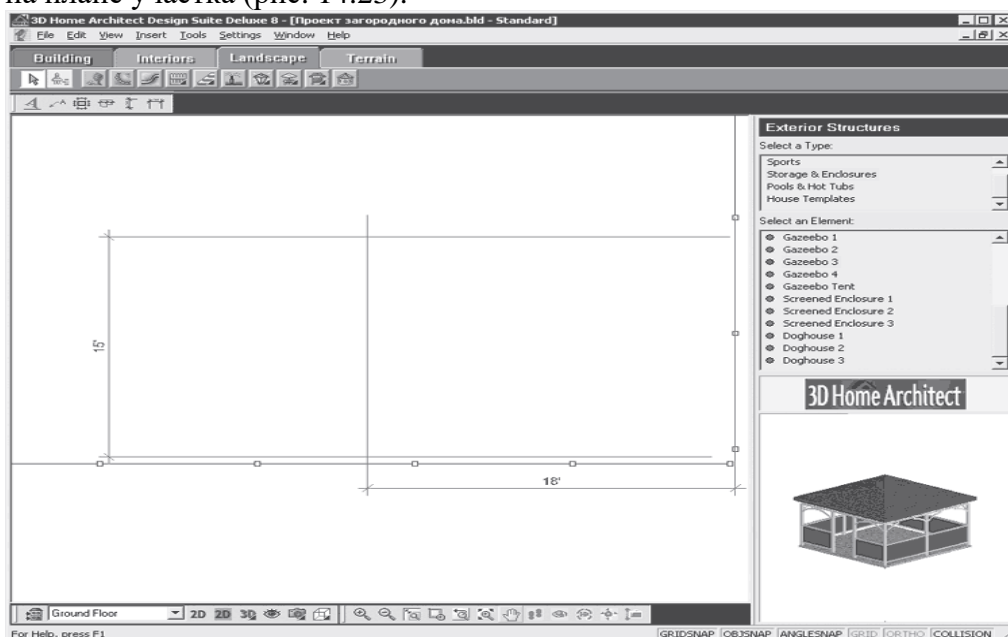 на плане участка (рис. 14.23).
3D Home Architect Design Suite Deluxe 8 - [Проект загородного дома.bld - Standard]
File Edit View Insert Tools Settings Window Help
Building Interiors Landscape Terrain
Exterior Structures
Select a Type:
Sports
Storage & Enclosures
Pools & Hot Tubs
House Templates
Select an Element:
Gazeebo 1
Gazeebo 2
Gazeebo 3
Gazeebo 4
Gazeebo Tent
Screened Enclosure 1
Screened Enclosure 2
Screened Enclosure 3
Doghouse 1
Doghouse 2
Doghouse 3
15'
3D Home Architect
18'
Ground Floor 2D 2D 3D
For Help, press F1 GRIDSNAP OBJSNAP ANGLESNAP GRID ORTHO COLLISION